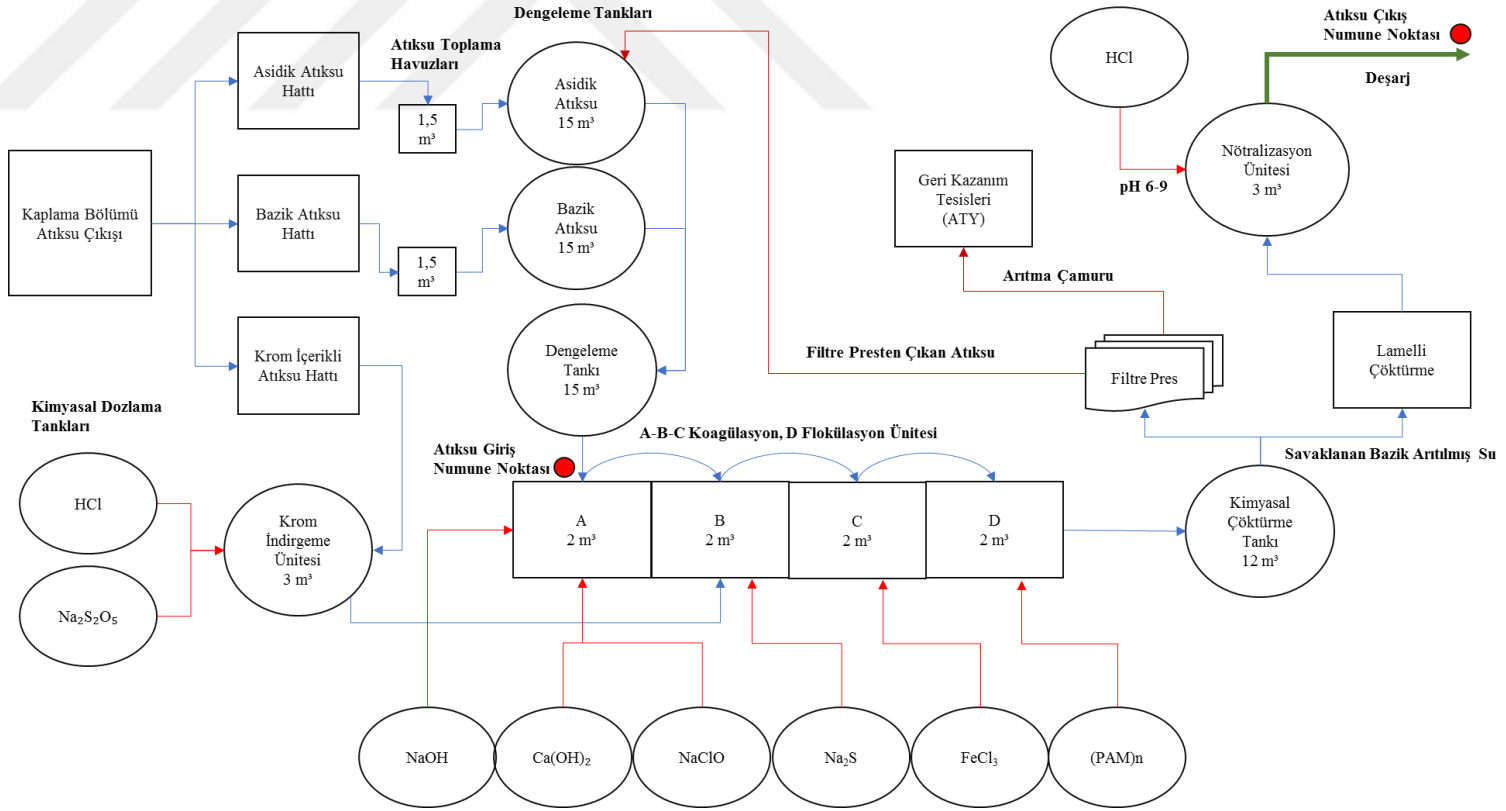 Dengeleme Tankları
Atıksu Çıkış
Numune Noktası
Deşarj
HCl
Asidik Atıksu
Hattı
Atıksu Toplama
Havuzları
1,5
m³
Asidik
Atıksu
15 m³
Nötralizasyon
Ünitesi
3 m³
pH 6-9
Kaplama Bölümü
Atıksu Çıkışı
Bazik Atıksu
Hattı
1,5
m³
Bazik
Atıksu
15 m³
Geri Kazanım
Tesisleri
(ATY)
Arıtma Çamuru
Krom İçerikli
Atıksu Hattı
Dengeleme
Tankı
15 m³
Filtre Presten Çıkan Atıksu
Filtre Pres
Lamelli
Çöktürme
Kimyasal Dozlama
Tankları
Atıksu Giriş
Numune Noktası
A-B-C Koagülasyon, D Flokülasyon Ünitesi
Savaklanan Bazik Arıtılmış Su
HCl
Na₂S₂O₅
Krom
İndirgeme
Ünitesi
3 m³
A
2 m³
B
2 m³
C
2 m³
D
2 m³
Kimyasal
Çöktürme
Tankı
12 m³
NaOH
Ca(OH)₂
NaClO
Na₂S
FeCl₃
(PAM)n